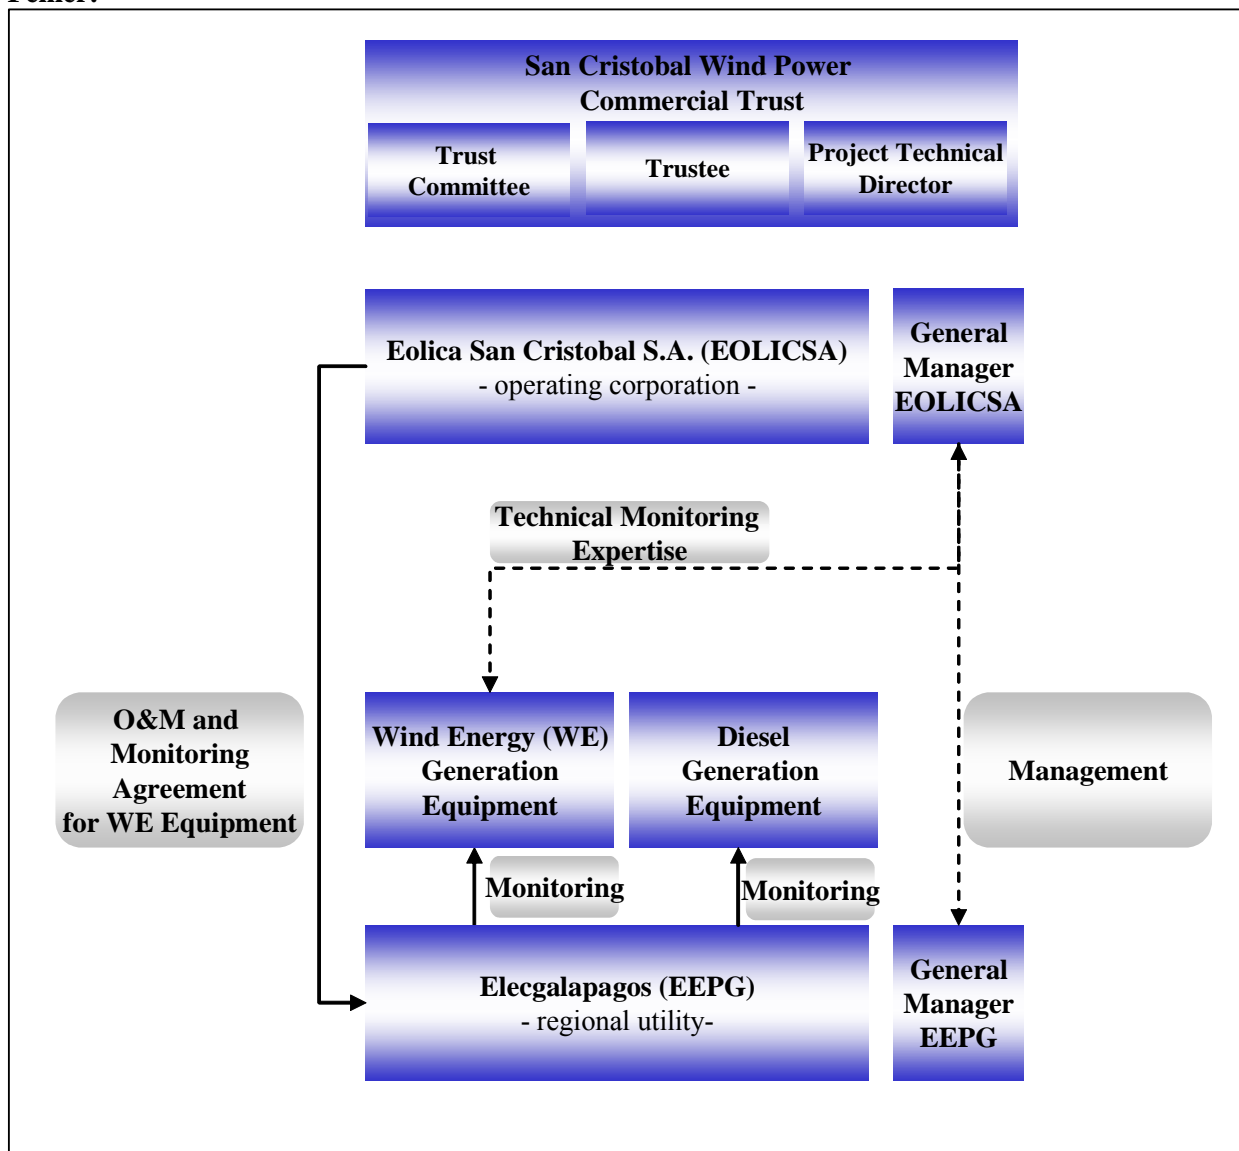 San Cristobal Wind Power
Commercial Trust
Trust
Committee
Trustee
Project Technical
Director
Eolica San Cristobal S.A. (EOLICSA)
- operating corporation -
General
Manager
EOLICSA
Technical Monitoring
Expertise
O&M and
Monitoring
Agreement
for WE Equipment
Wind Energy (WE)
Generation
Equipment
Diesel
Generation
Equipment
Management
Monitoring
Monitoring
Elecgalapagos (EEPG)
- regional utility-
General
Manager
EEPG